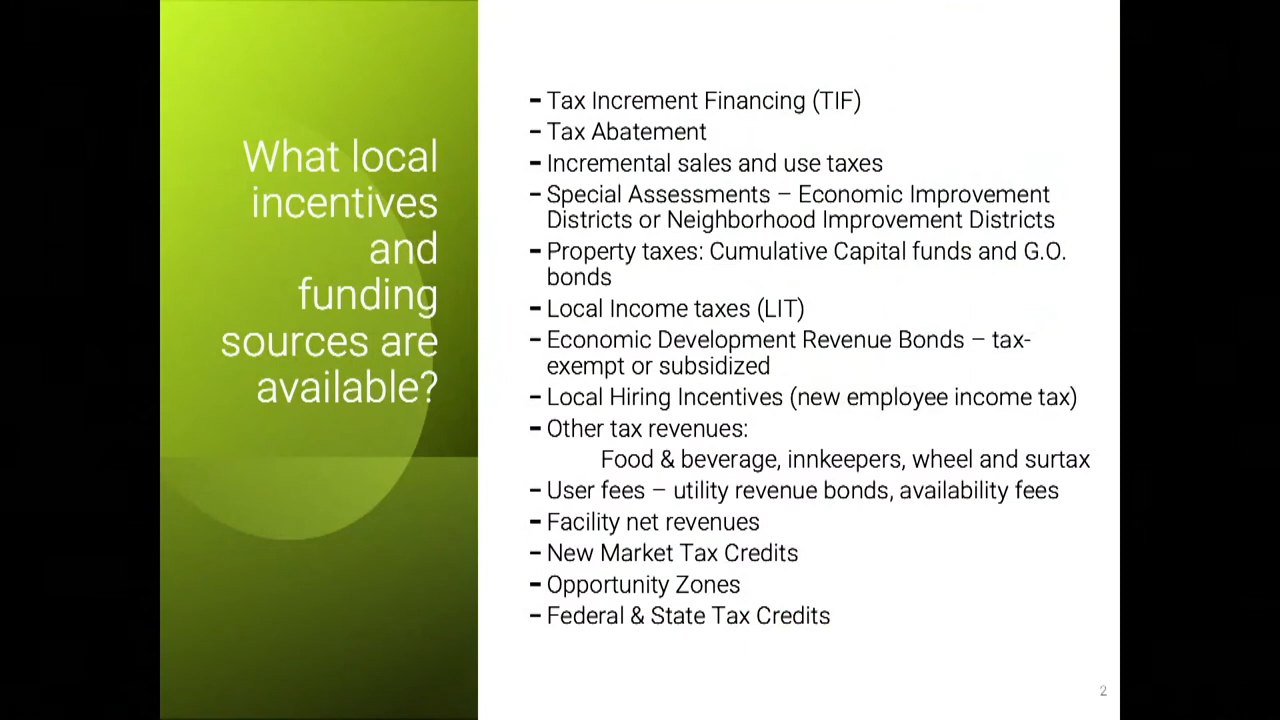 What local
incentives
and
funding
sources are
available?
– Tax Increment Financing (TIF)
– Tax Abatement
– Incremental sales and use taxes
– Special Assessments – Economic Improvement
Districts or Neighborhood Improvement Districts
– Property taxes: Cumulative Capital funds and G.O.
bonds
– Local Income taxes (LIT)
– Economic Development Revenue Bonds – tax-
exempt or subsidized
– Local Hiring Incentives (new employee income tax)
– Other tax revenues:
Food & beverage, innkeepers, wheel and surtax
– User fees – utility revenue bonds, availability fees
– Facility net revenues
– New Market Tax Credits
– Opportunity Zones
– Federal & State Tax Credits
2